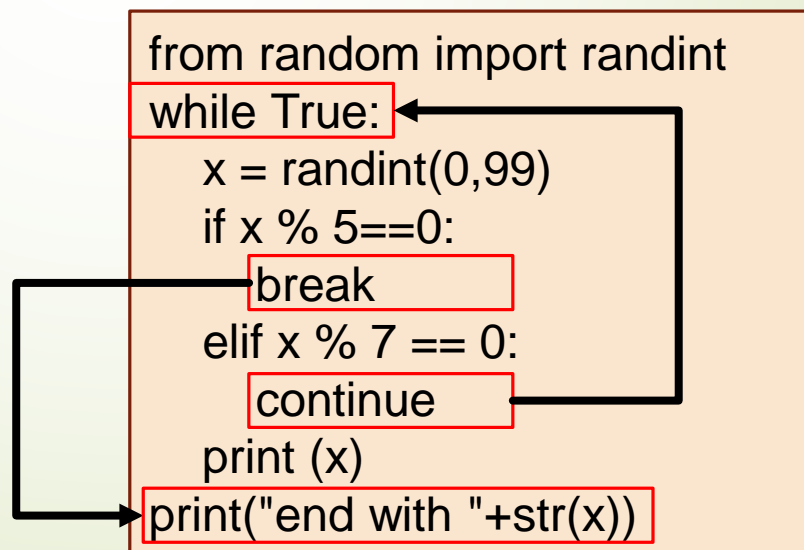 from random import randint
while True:
x = randint(0,99)
if x % 5==0:
break
elif x % 7 == 0:
continue
print (x)
print("end with "+str(x))